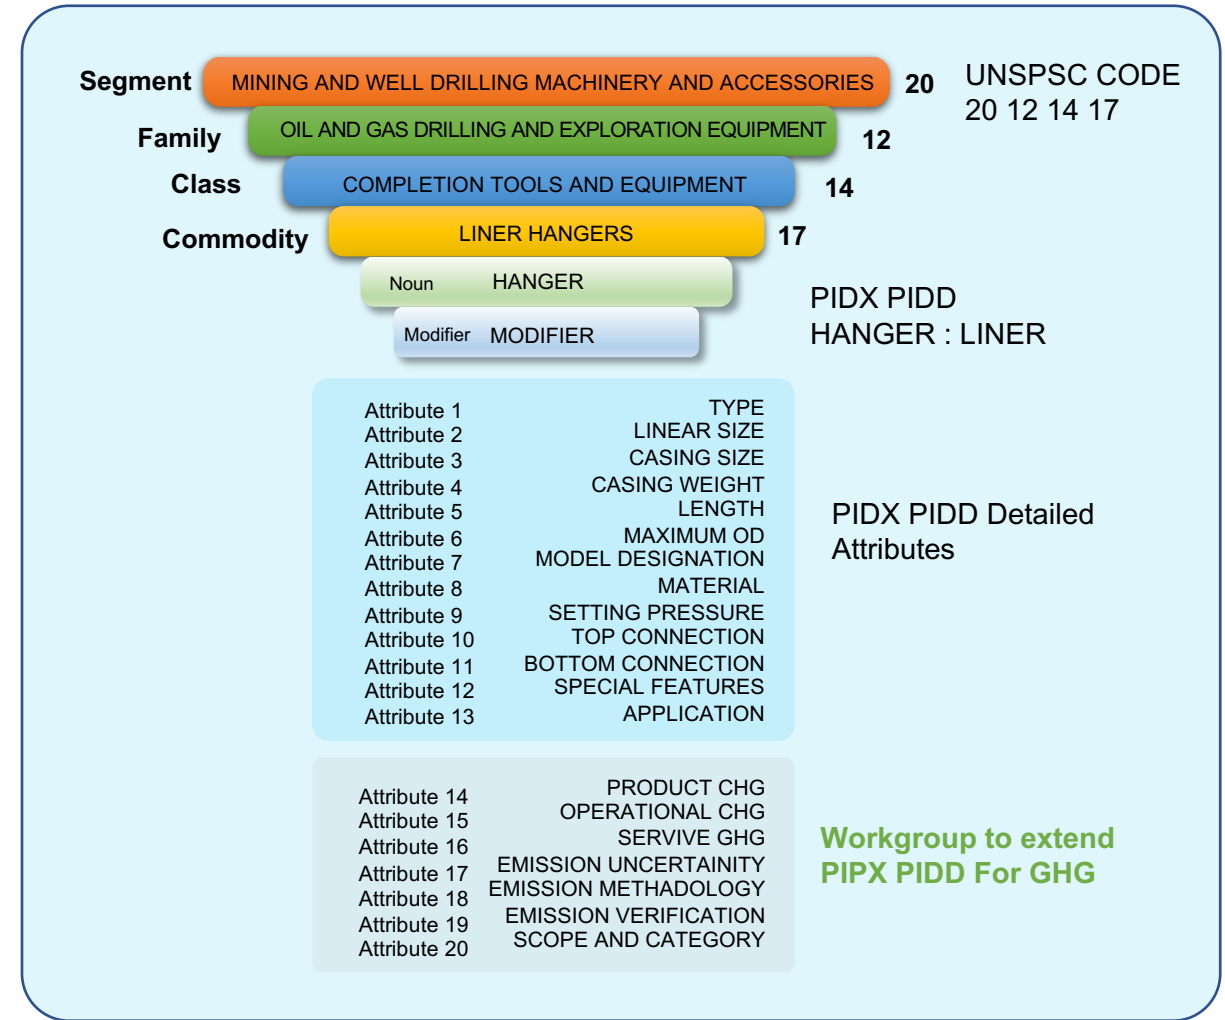 Segment MINING AND WELL DRILLING MACHINERY AND ACCESSORIES 20
UNSPSC CODE
20 12 14 17
Family OIL AND GAS DRILLING AND EXPLORATION EQUIPMENT 12
Class COMPLETION TOOLS AND EQUIPMENT 14
Commodity LINER HANGERS 17
Noun HANGER
Modifier MODIFIER
PIDX PIDD
HANGER : LINER
Attribute 1 TYPE
Attribute 2 LINEAR SIZE
Attribute 3 CASING SIZE
Attribute 4 CASING WEIGHT
Attribute 5 LENGTH
Attribute 6 MAXIMUM OD
Attribute 7 MODEL DESIGNATION
Attribute 8 MATERIAL
Attribute 9 SETTING PRESSURE
Attribute 10 TOP CONNECTION
Attribute 11 BOTTOM CONNECTION
Attribute 12 SPECIAL FEATURES
Attribute 13 APPLICATION
PIDX PIDD Detailed
Attributes
Attribute 14 PRODUCT CHG
Attribute 15 OPERATIONAL CHG
Attribute 16 SERVIVE GHG
Attribute 17 EMISSION UNCERTAINITY
Attribute 18 EMISSION METHADOLOGY
Attribute 19 EMISSION VERIFICATION
Attribute 20 SCOPE AND CATEGORY
Workgroup to extend
PIPX PIDD For GHG